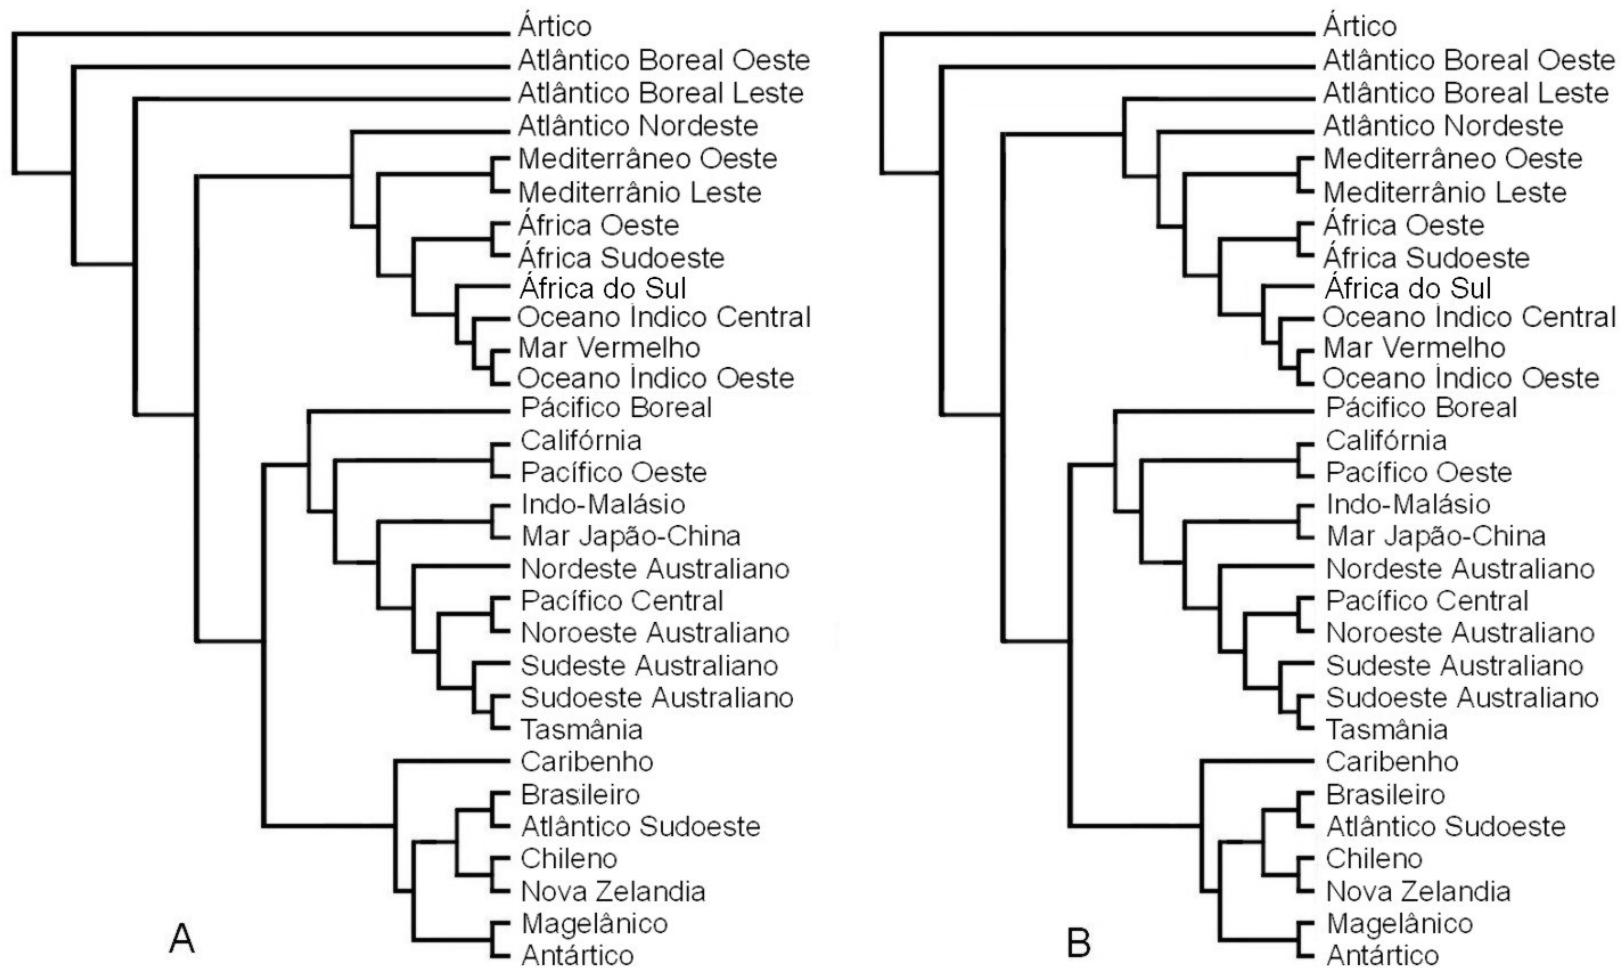 Ártico
Atlântico Boreal Oeste
Atlântico Boreal Leste
Atlântico Nordeste
Mediterrâneo Oeste
Mediterrânio Leste
África Oeste
África Sudoeste
África do Sul
Oceano Índico Central
Mar Vermelho
Oceano Índico Oeste
Pácifico Boreal
Califórnia
Pacífico Oeste
Indo-Malásio
Mar Japão-China
Nordeste Australiano
Pacífico Central
Noroeste Australiano
Sudeste Australiano
Sudoeste Australiano
Tasmânia
Caribenho
Brasileiro
Atlântico Sudoeste
Chileno
Nova Zelandia
Magelânico
Antártico
A
Ártico
Atlântico Boreal Oeste
Atlântico Boreal Leste
Atlântico Nordeste
Mediterrâneo Oeste
Mediterrânio Leste
África Oeste
África Sudoeste
África do Sul
Oceano Índico Central
Mar Vermelho
Oceano Índico Oeste
Pácifico Boreal
Califórnia
Pacífico Oeste
Indo-Malásio
Mar Japão-China
Nordeste Australiano
Pacífico Central
Noroeste Australiano
Sudeste Australiano
Sudoeste Australiano
Tasmânia
Caribenho
Brasileiro
Atlântico Sudoeste
Chileno
Nova Zelandia
Magelânico
Antártico
B